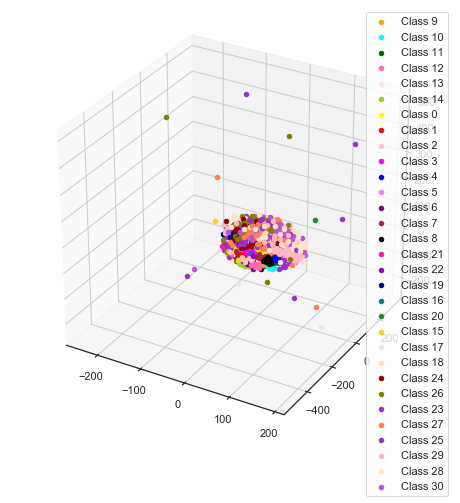 Class 9
Class 10
Class 11
Class 12
Class 13
Class 14
Class 0
Class 1
Class 2
Class 3
Class 4
Class 5
Class 6
Class 7
Class 8
Class 21
Class 22
Class 19
Class 16
Class 20
Class 15
Class 17
Class 18
Class 24
Class 26
Class 23
Class 27
Class 25
Class 29
Class 28
Class 30
−200
−100
0
100
200
−400
−200
0
200